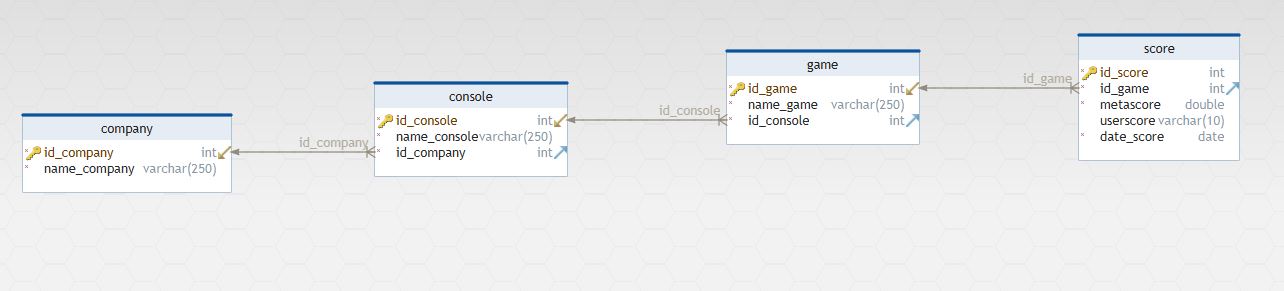 company
id_company int
name_company varchar(250)
id_company
console
id_console int
name_console varchar(250)
id_company int
id_console
game
id_game int
name_game varchar(250)
id_console int
id_game
score
id_score int
id_game int
metascore double
userscore varchar(10)
date_score date